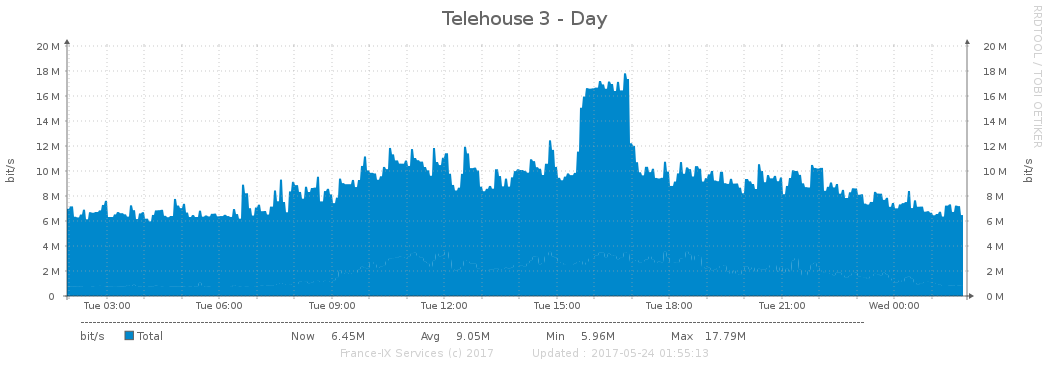 Telehouse 3 - Day
RRDTOOL / TOBI OETIKER
bit/s
20 M
18 M
16 M
14 M
12 M
10 M
8 M
6 M
4 M
2 M
0
20 M
18 M
16 M
14 M
12 M
10 M
8 M
6 M
4 M
2 M
0 M
bit/s
Tue 03:00 Tue 06:00 Tue 09:00 Tue 12:00 Tue 15:00 Tue 18:00 Tue 21:00 Wed 00:00
bit/s Total Now 6.45M Avg 9.05M Min 5.96M Max 17.79M
France-IX Services (c) 2017 Updated : 2017-05-24 01:55:13